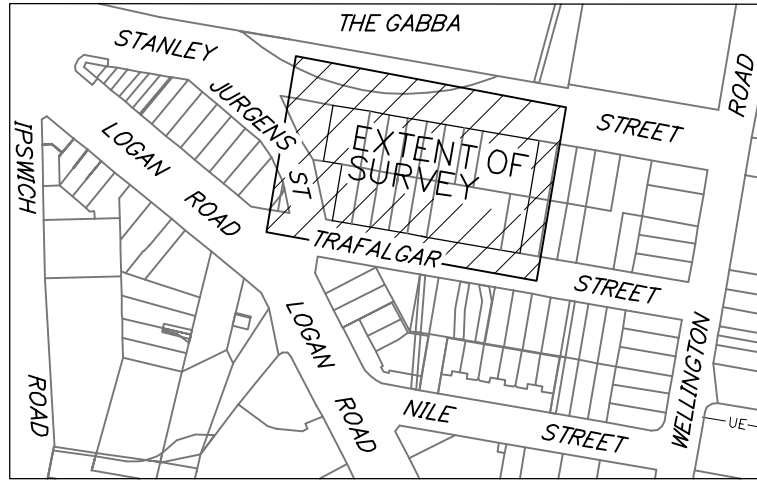 THE GABBA
STANLEY
STREET
ROAD
JURGENS ST
EXTENT OF
SURVEY
IPSWICH
LOGAN
ROAD
TRAFALGAR
STREET
LOGAN
ROAD
WELLINGTON
ROAD
NILE
STREET
UE